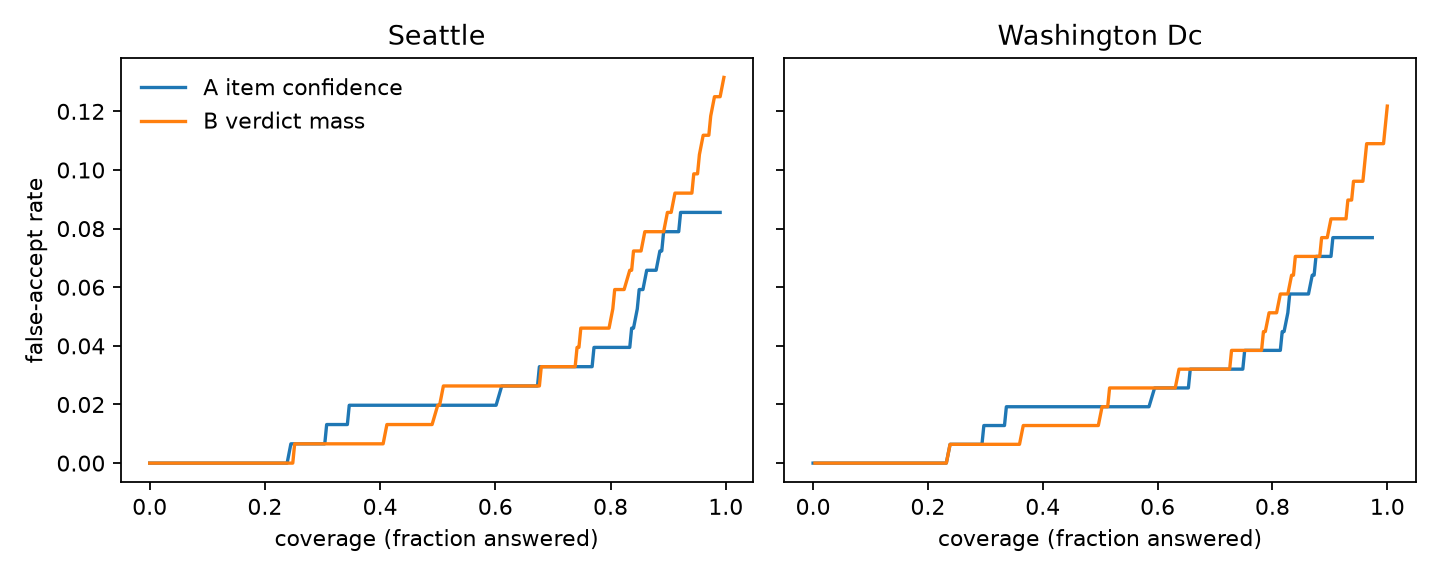 Seattle
Washington Dc
A item confidence
B verdict mass
0.12
0.10
0.08
0.06
0.04
0.02
0.00
false-accept rate
0.0 0.2 0.4 0.6 0.8 1.0
0.0 0.2 0.4 0.6 0.8 1.0
coverage (fraction answered)
coverage (fraction answered)